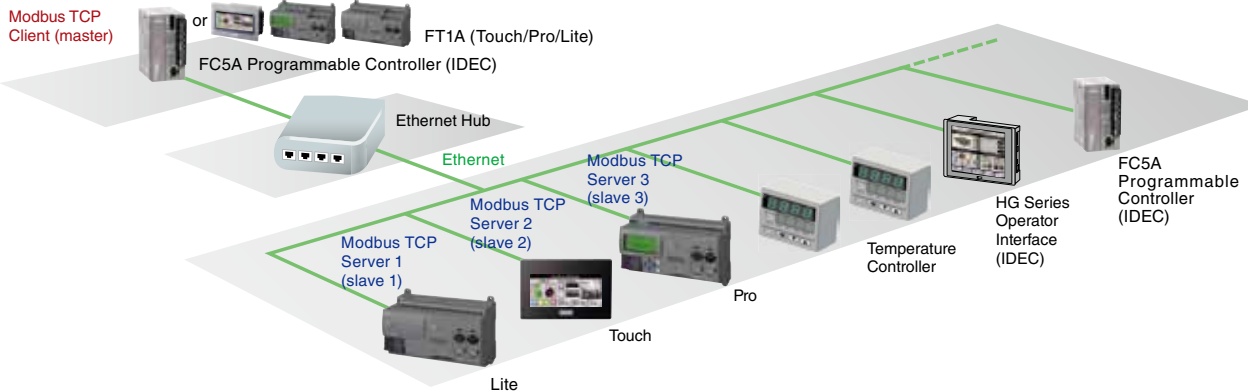 Modbus TCP
Client (master)
or
FT1A (Touch/Pro/Lite)
FC5A Programmable Controller (IDEC)
Ethernet Hub
Ethernet
Modbus TCP
Server 3
(slave 3)
Modbus TCP
Server 2
(slave 2)
Modbus TCP
Server 1
(slave 1)
FC5A
Programmable
Controller
(IDEC)
HG Series
Operator
Interface
(IDEC)
Temperature
Controller
Pro
Touch
Lite